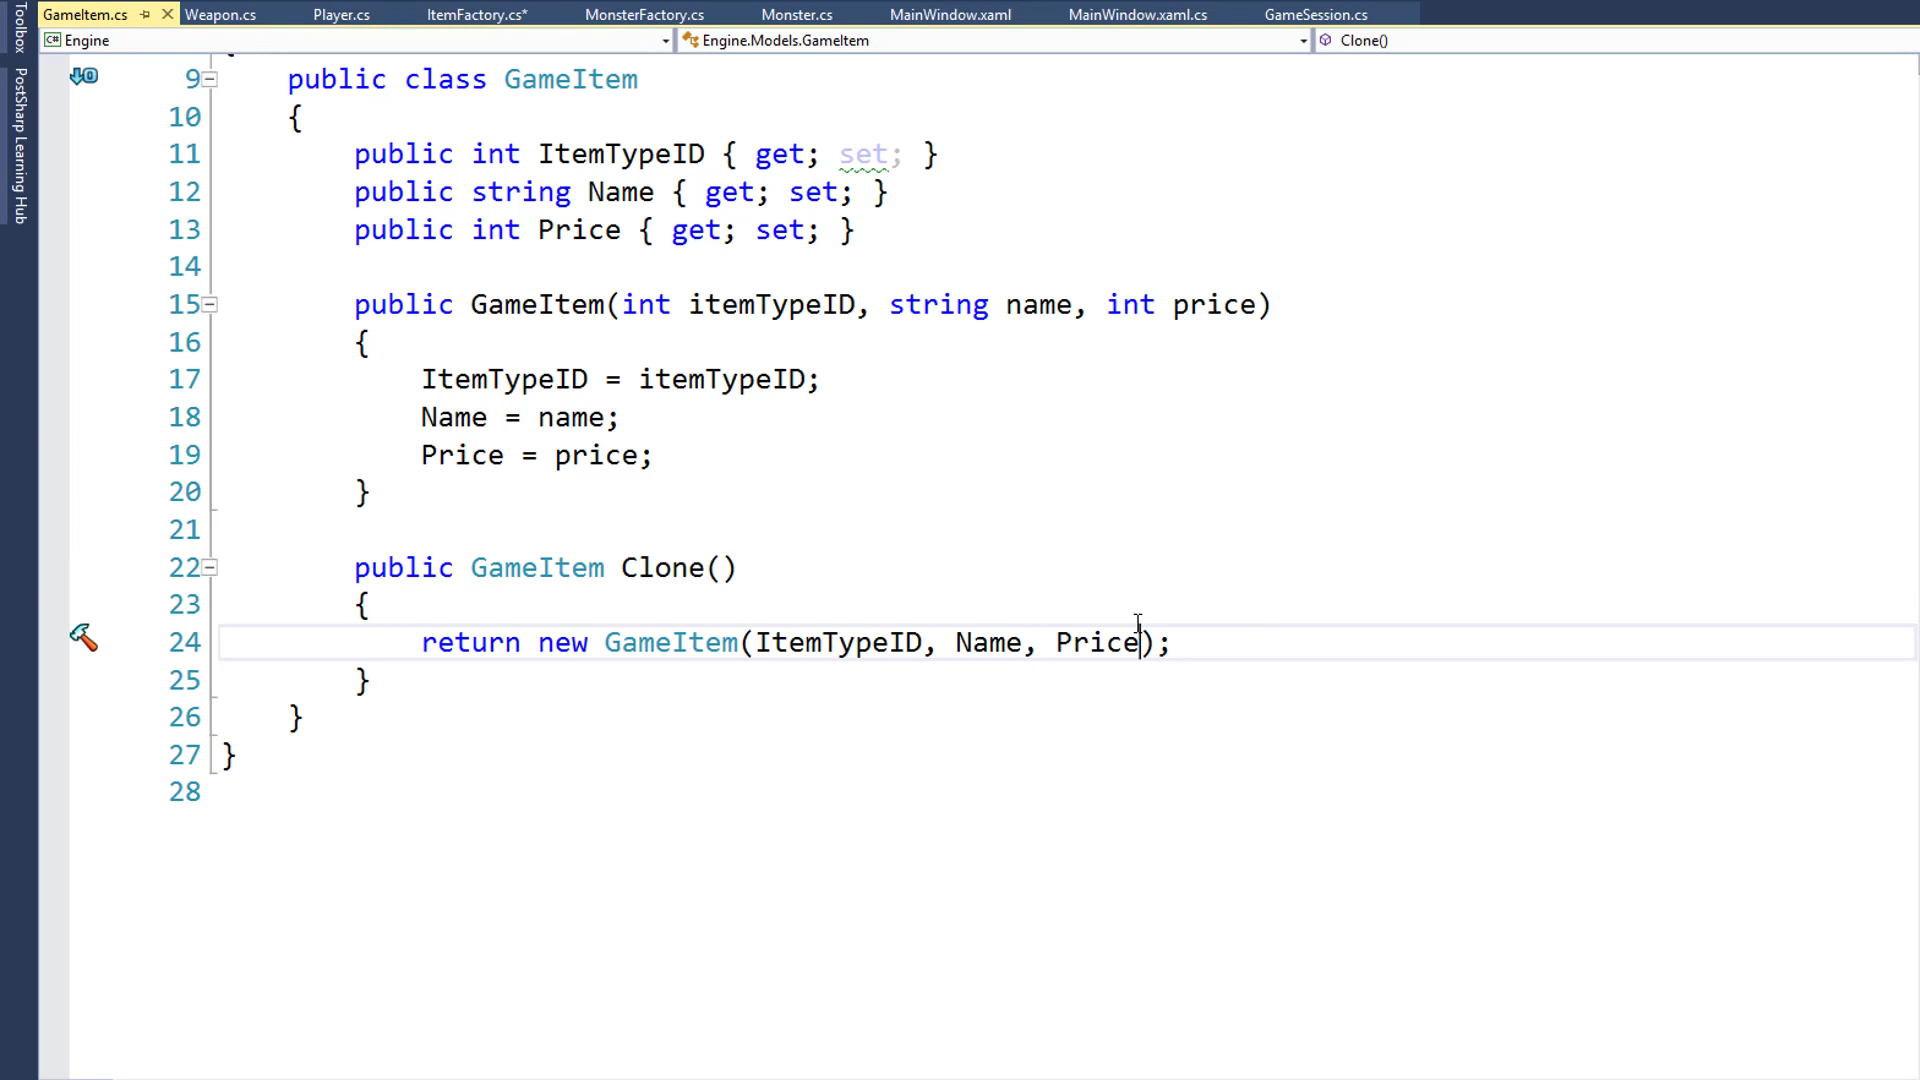 GameItem.cs Weapon.cs Player.cs ItemFactory.cs* MonsterFactory.cs Monster.cs MainWindow.xaml MainWindow.xaml.cs GameSession.cs
Toolbox
PostSharp Learning Hub
C# Engine Engine.Models.GameItem Clone()
9 public class GameItem
10 {
11 public int ItemTypeID { get; set; }
12 public string Name { get; set; }
13 public int Price { get; set; }
14
15 public GameItem(int itemTypeID, string name, int price)
16 {
17 ItemTypeID = itemTypeID;
18 Name = name;
19 Price = price;
20 }
21
22 public GameItem Clone()
23 {
24 return new GameItem(ItemTypeID, Name, Price);
25 }
26 }
27 }
28